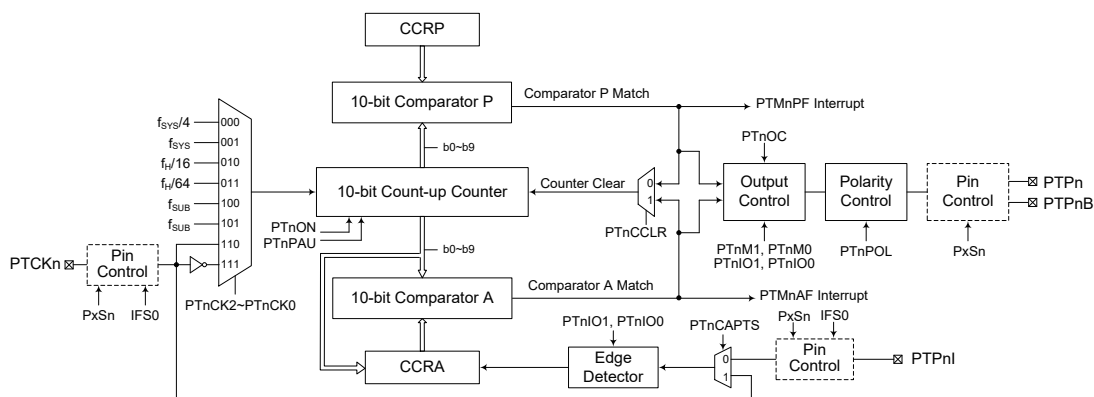 CCRP
10-bit Comparator P
Comparator P Match
PTMnPF Interrupt
fSYS/4
000
fSYS
001
fH/16
010
fH/64
011
fSUB
100
fSUB
101
110
111
b0~b9
10-bit Count-up Counter
Counter Clear
0
1
PTnCCLR
PTnOC
Output
Control
Polarity
Control
Pin
Control
PTPn
PTPnB
PTnON
PTnPAU
PTnM1, PTnM0
PTnIO1, PTnIO0
PTnPOL
PxSn
PTCKn
Pin
Control
PxSn
IFS0
PTnCK2~PTnCK0
b0~b9
10-bit Comparator A
Comparator A Match
PTMnAF Interrupt
CCRA
PTnIO1, PTnIO0
Edge
Detector
PTnCAPTS
0
1
PxSn
IFS0
Pin
Control
PTPnI